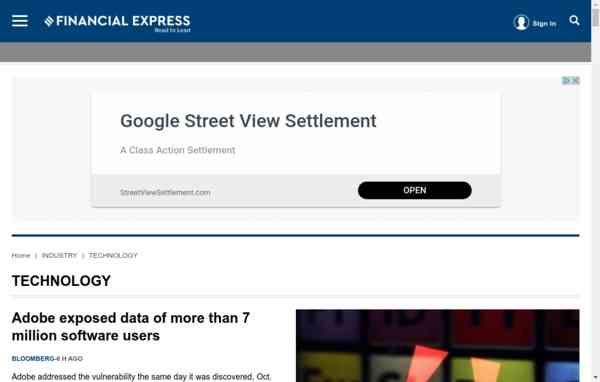 FINANCIAL EXPRESS
Read to Lead
Sign In
Google Street View Settlement
A Class Action Settlement
StreetViewSettlement.com
OPEN
Home | INDUSTRY | TECHNOLOGY
TECHNOLOGY
Adobe exposed data of more than 7
million software users
BLOOMBERG-6 H AGO
Adobe addressed the vulnerability the same day it was discovered, Oct.